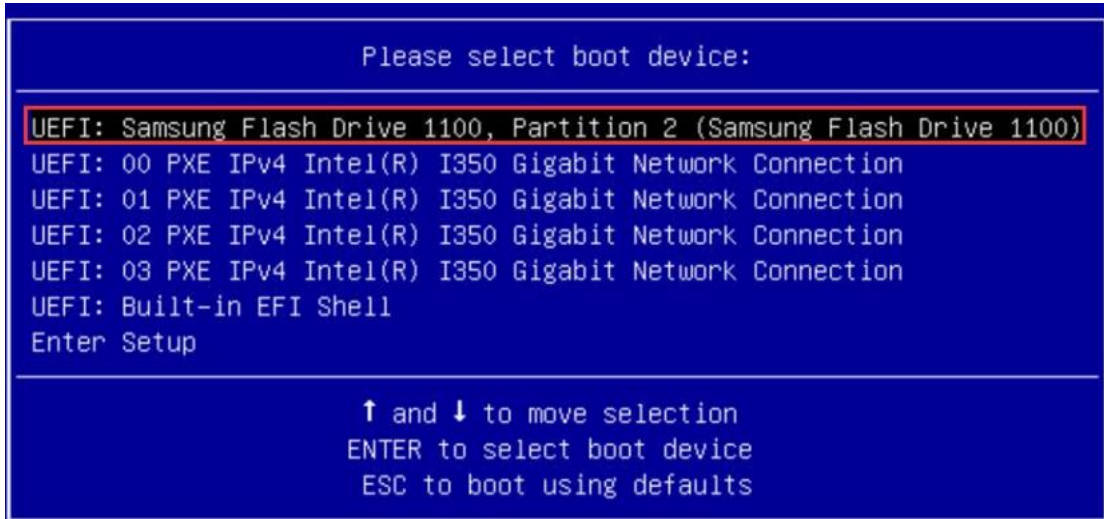 Please select boot device:
UEFI: Samsung Flash Drive 1100, Partition 2 (Samsung Flash Drive 1100)
UEFI: 00 PXE IPv4 Intel(R) I350 Gigabit Network Connection
UEFI: 01 PXE IPv4 Intel(R) I350 Gigabit Network Connection
UEFI: 02 PXE IPv4 Intel(R) I350 Gigabit Network Connection
UEFI: 03 PXE IPv4 Intel(R) I350 Gigabit Network Connection
UEFI: Built-in EFI Shell
Enter Setup
↑ and ↓ to move selection
ENTER to select boot device
ESC to boot using defaults